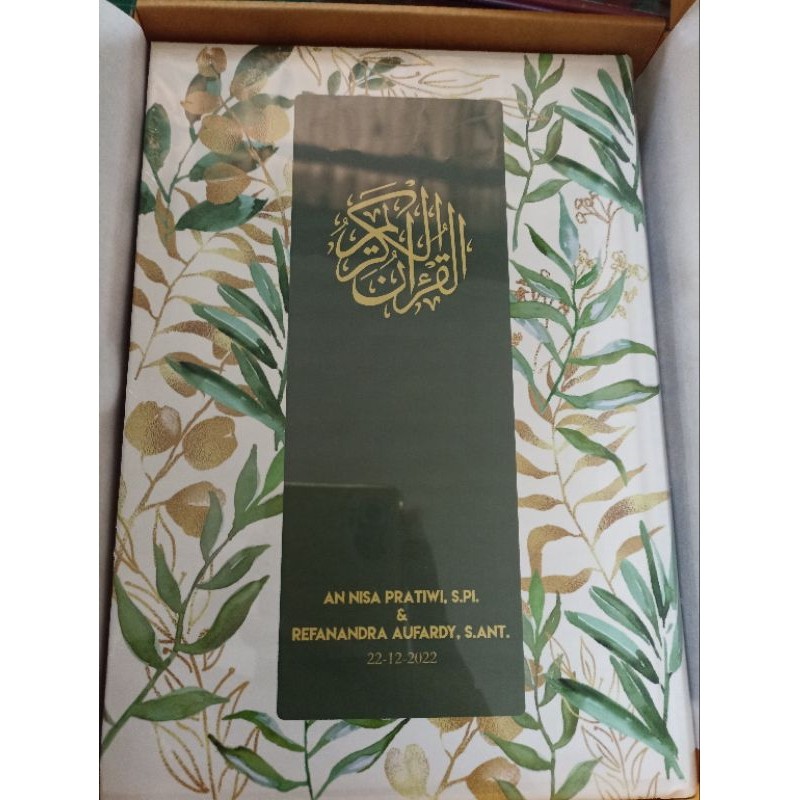 القرآن الكريم
AN NISA PRATIWI, S.PI.
&
REFANANDRA AUFARDY, S.ANT.
22-12-2022